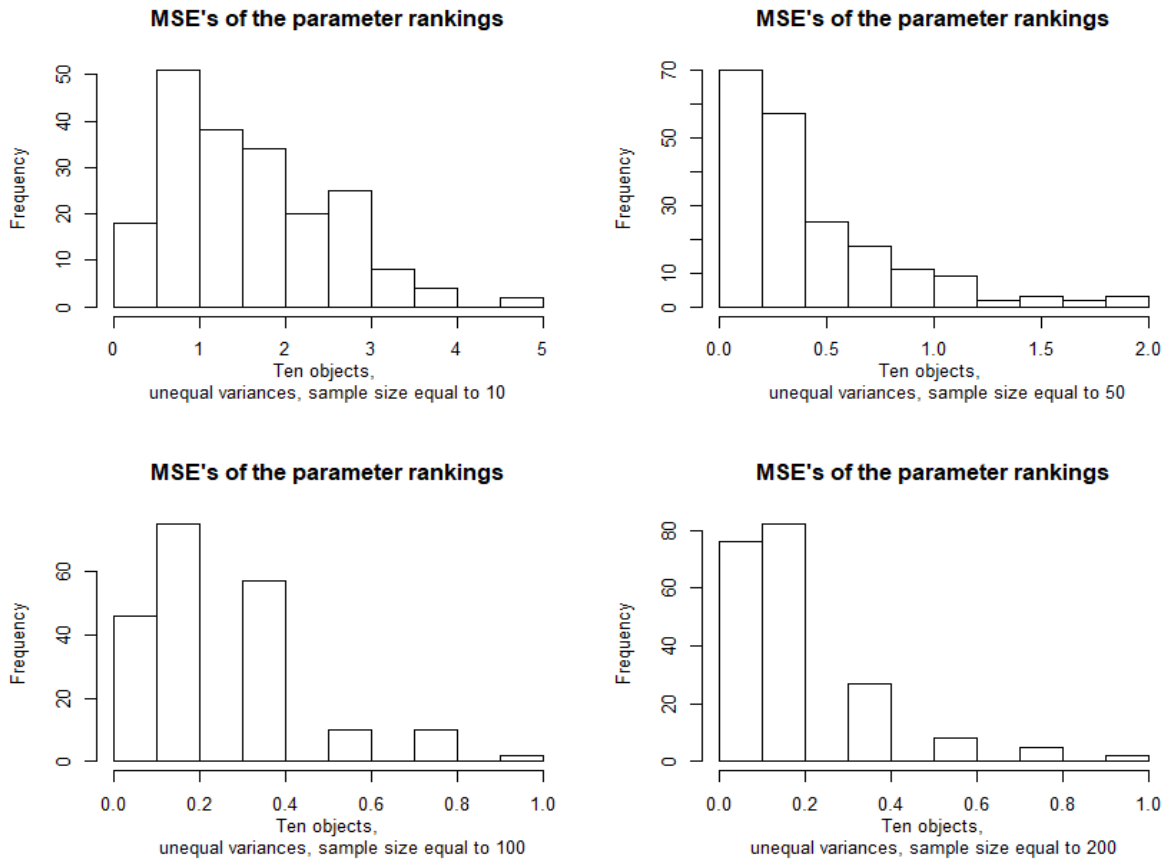 MSE's of the parameter rankings
Frequency
50
40
30
20
10
0
0 1 2 3 4 5
Ten objects,
unequal variances, sample size equal to 10
MSE's of the parameter rankings
Frequency
70
50
30
10
0
0.0 0.5 1.0 1.5 2.0
Ten objects,
unequal variances, sample size equal to 50
MSE's of the parameter rankings
Frequency
60
40
20
0
0.0 0.2 0.4 0.6 0.8 1.0
Ten objects,
unequal variances, sample size equal to 100
MSE's of the parameter rankings
Frequency
80
60
40
20
0
0.0 0.2 0.4 0.6 0.8 1.0
Ten objects,
unequal variances, sample size equal to 200